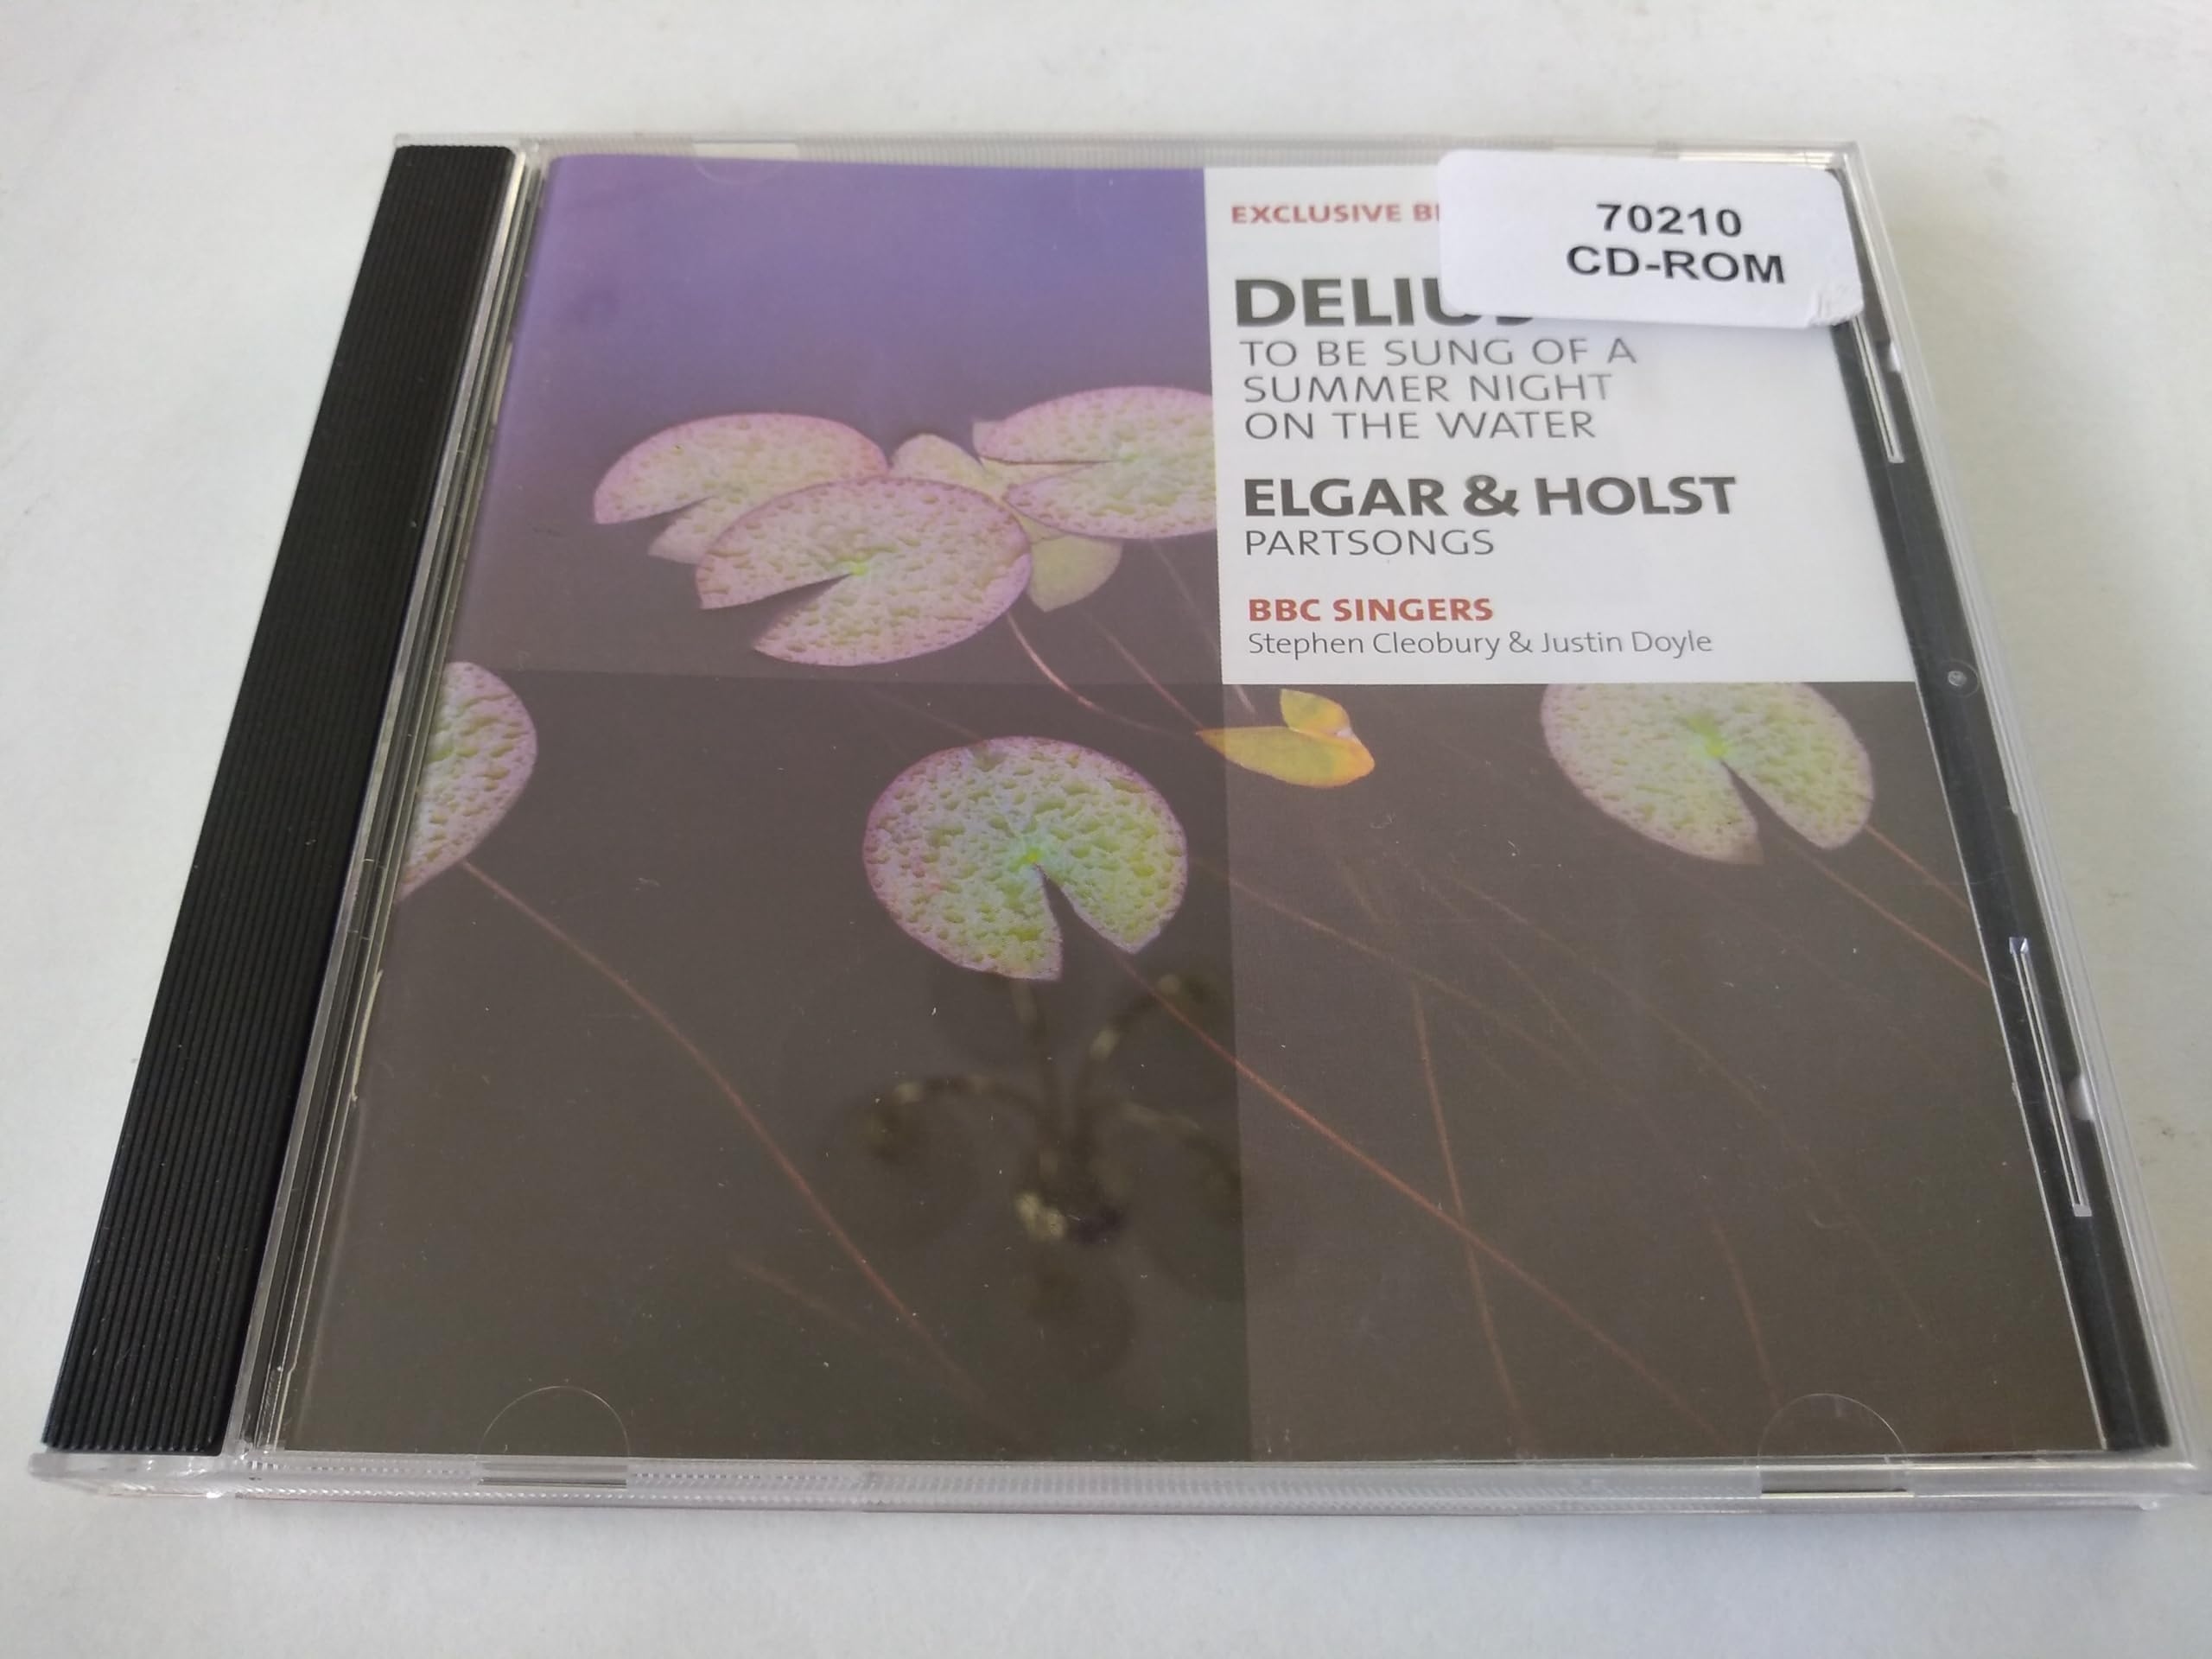 EXCLUSIVE
70210
CD-ROM
DELIUS
TO BE SUNG OF A
SUMMER NIGHT
ON THE WATER
ELGAR & HOLST
PARTSONGS
BBC SINGERS
Stephen Cleobury & Justin Doyle